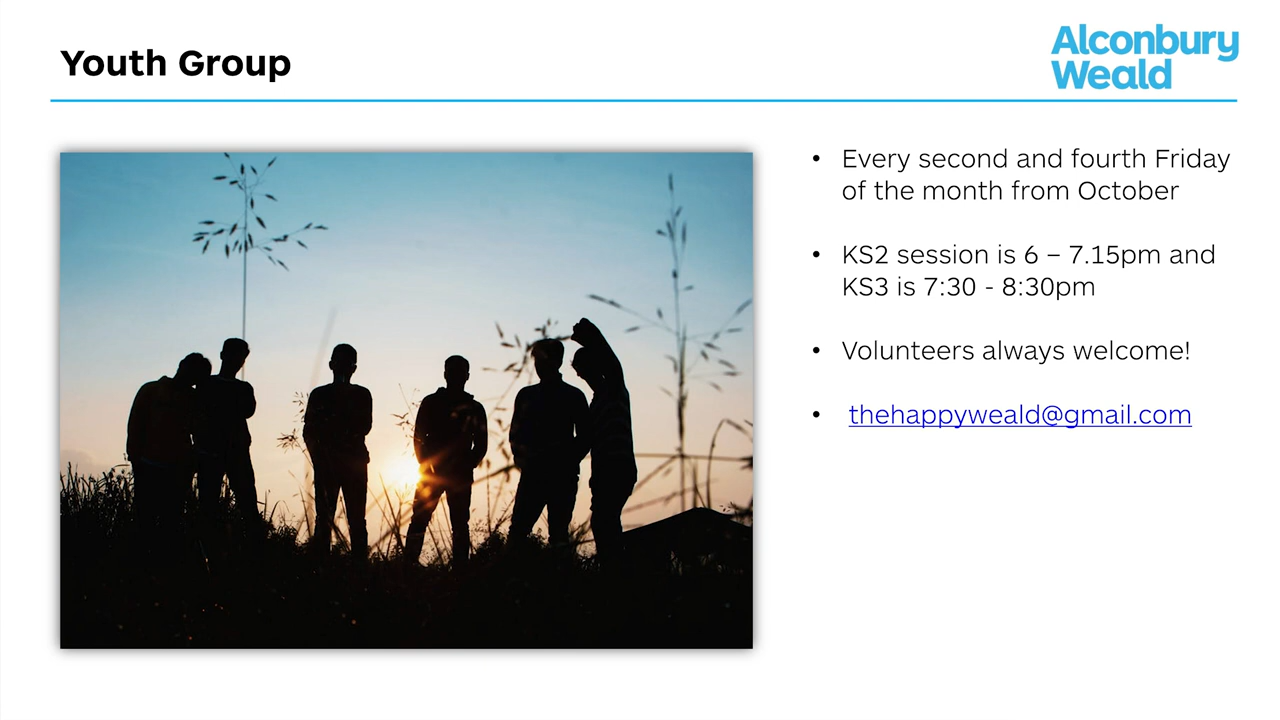 Youth Group
Alconbury
Weald
• Every second and fourth Friday
of the month from October
• KS2 session is 6 – 7.15pm and
KS3 is 7:30 - 8:30pm
• Volunteers always welcome!
• thehappyweald@gmail.com